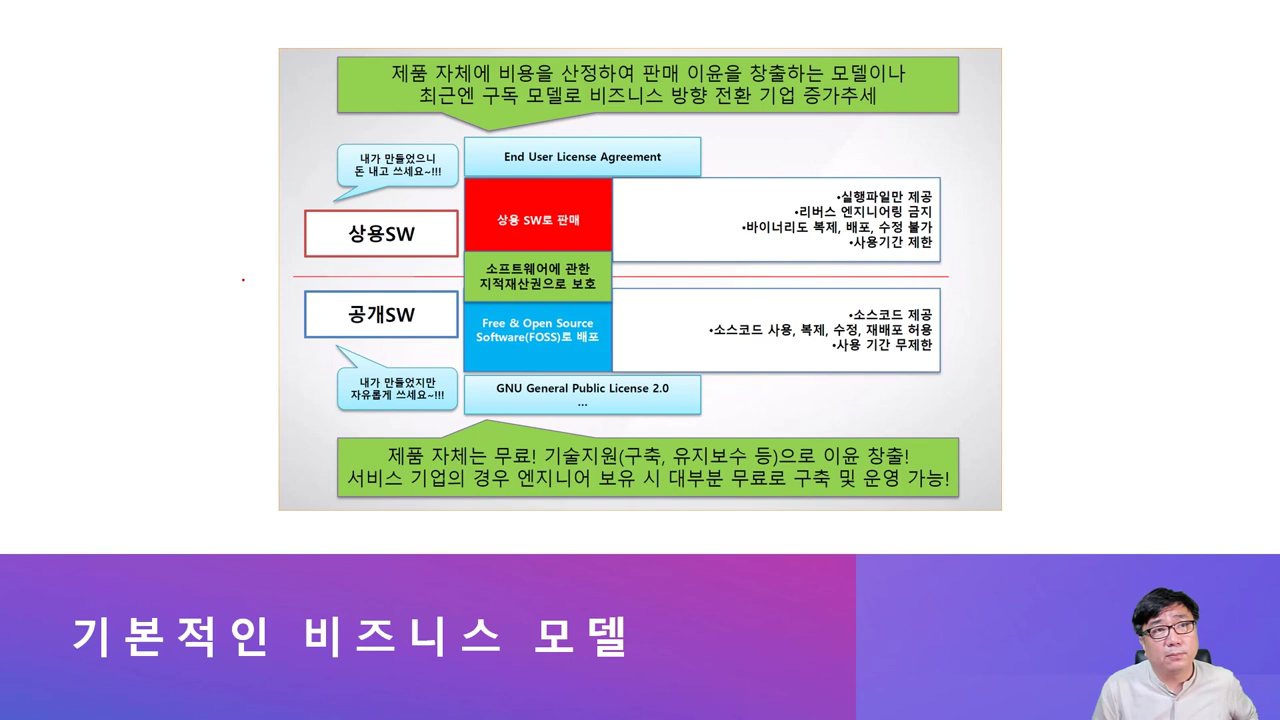 제품 자체에 비용을 산정하여 판매 이윤을 창출하는 모델이나
최근엔 구독 모델로 비즈니스 방향 전환 기업 증가추세
End User License Agreement
내가 만들었으니
돈 내고 쓰세요~!!!
상용SW
상용 SW로 판매
•실행파일만 제공
•리버스 엔지니어링 금지
•바이너리도 복제, 배포, 수정 불가
•사용기간 제한
소프트웨어에 관한
지적재산권으로 보호
공개SW
Free & Open Source
Software(FOSS)로 배포
•소스코드 제공
•소스코드 사용, 복제, 수정, 재배포 허용
•사용 기간 무제한
내가 만들었지만
자유롭게 쓰세요~!!!
GNU General Public License 2.0
...
제품 자체는 무료! 기술지원(구축, 유지보수 등)으로 이윤 창출!
서비스 기업의 경우 엔지니어 보유 시 대부분 무료로 구축 및 운영 가능!
기본적인 비즈니스 모델